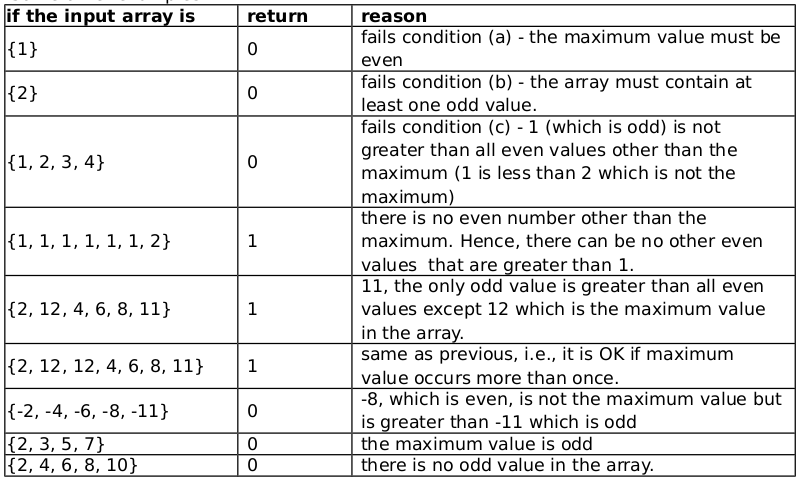 if the input array is return reason
{1} 0 fails condition (a) - the maximum value must be
even
{2} 0 fails condition (b) - the array must contain at
least one odd value.
{1, 2, 3, 4} 0 fails condition (c) - 1 (which is odd) is not
greater than all even values other than the
maximum (1 is less than 2 which is not the
maximum)
{1, 1, 1, 1, 1, 1, 2} 1 there is no even number other than the
maximum. Hence, there can be no other even
values that are greater than 1.
{2, 12, 4, 6, 8, 11} 1 11, the only odd value is greater than all even
values except 12 which is the maximum value
in the array.
{2, 12, 12, 4, 6, 8, 11} 1 same as previous, i.e., it is OK if maximum
value occurs more than once.
{-2, -4, -6, -8, -11} 0 -8, which is even, is not the maximum value but
is greater than -11 which is odd
{2, 3, 5, 7} 0 the maximum value is odd
{2, 4, 6, 8, 10} 0 there is no odd value in the array.